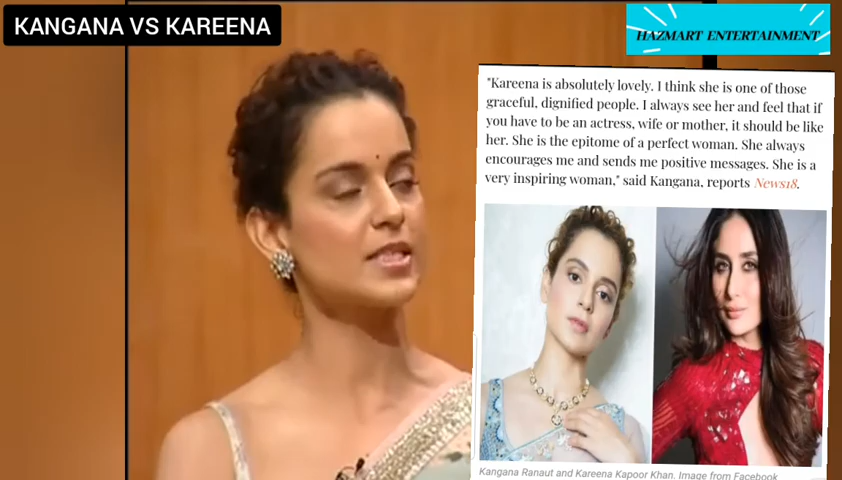 KANGANA VS KAREENA
HAZMART ENTERTAINMENT
"Kareena is absolutely lovely. I think she is one of those
graceful, dignified people. I always see her and feel that if
you have to be an actress, wife or mother, it should be like
her. She is the epitome of a perfect woman. She always
encourages me and sends me positive messages. She is a
very inspiring woman," said Kangana, reports News18.
Kangana Ranaut and Kareena Kapoor Khan. Image from Facebook